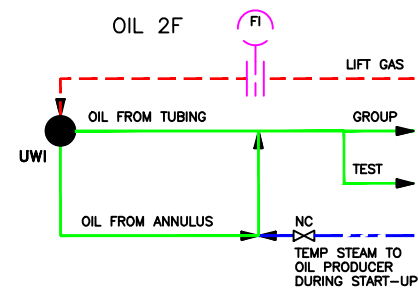 OIL 2F
FI
LIFT GAS
OIL FROM TUBING
GROUP
UWI
TEST
OIL FROM ANNULUS
NC
TEMP STEAM TO
OIL PRODUCER
DURING START-UP